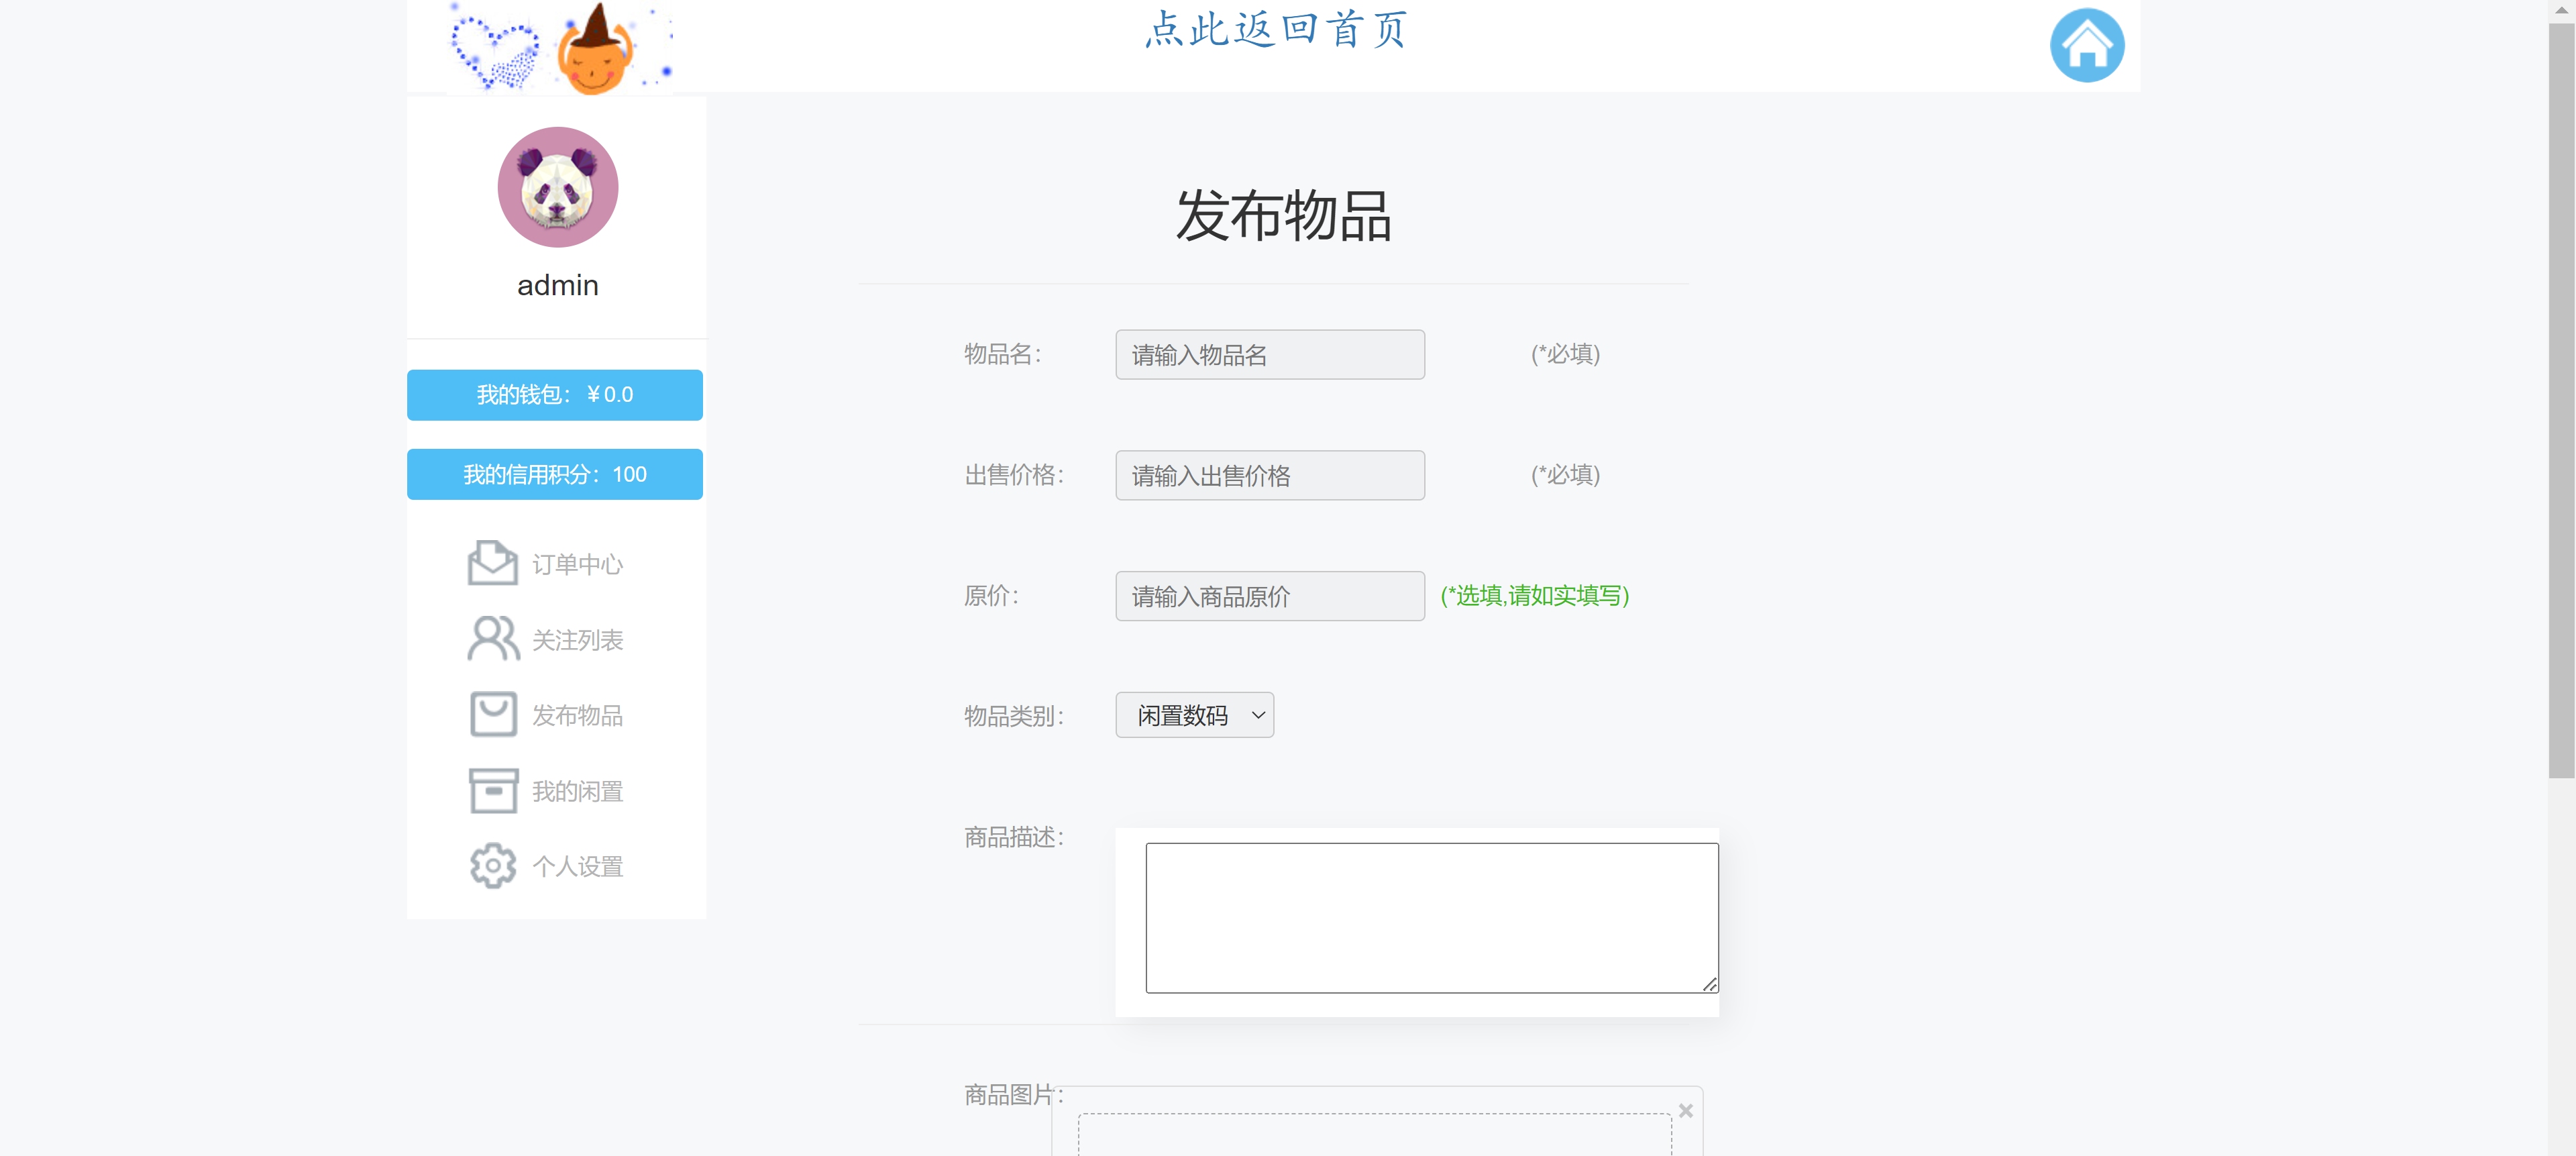 点此返回首页
admin
我的钱包：￥0.0
我的信用积分：100
订单中心
关注列表
发布物品
我的闲置
个人设置
发布物品
物品名：
请输入物品名
(*必填)
出售价格：
请输入出售价格
(*必填)
原价：
请输入商品原价
(*选填,请如实填写)
物品类别：
闲置数码
商品描述：
商品图片：